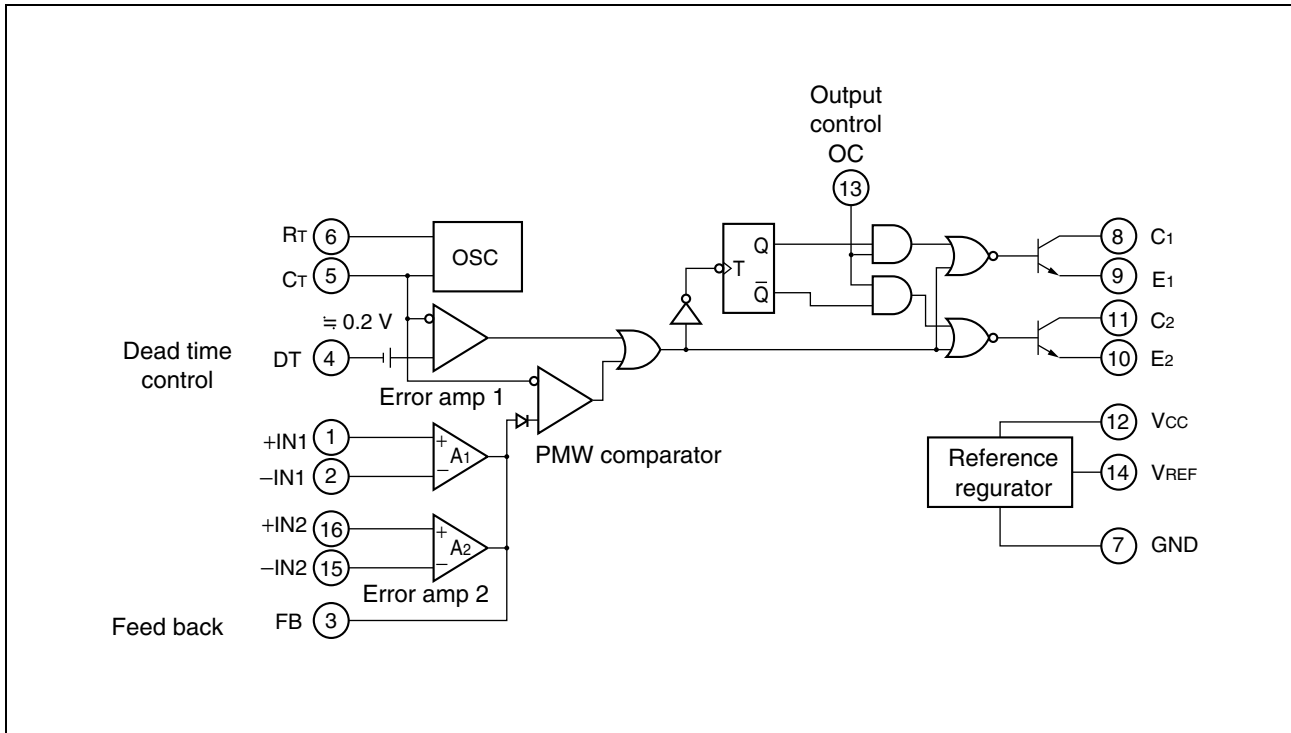 Output
control
OC
13
RT 6
CT 5
OSC
≒ 0.2 V
Dead time
control
DT 4
Error amp 1
+IN1 1
−IN1 2
+
−
A1
PMW comparator
+IN2 16
−IN2 15
+
−
A2
Error amp 2
Feed back
FB 3
T
Q
Q̅
8 C1
9 E1
11 C2
10 E2
12 VCC
Reference
regurator
14 VREF
7 GND